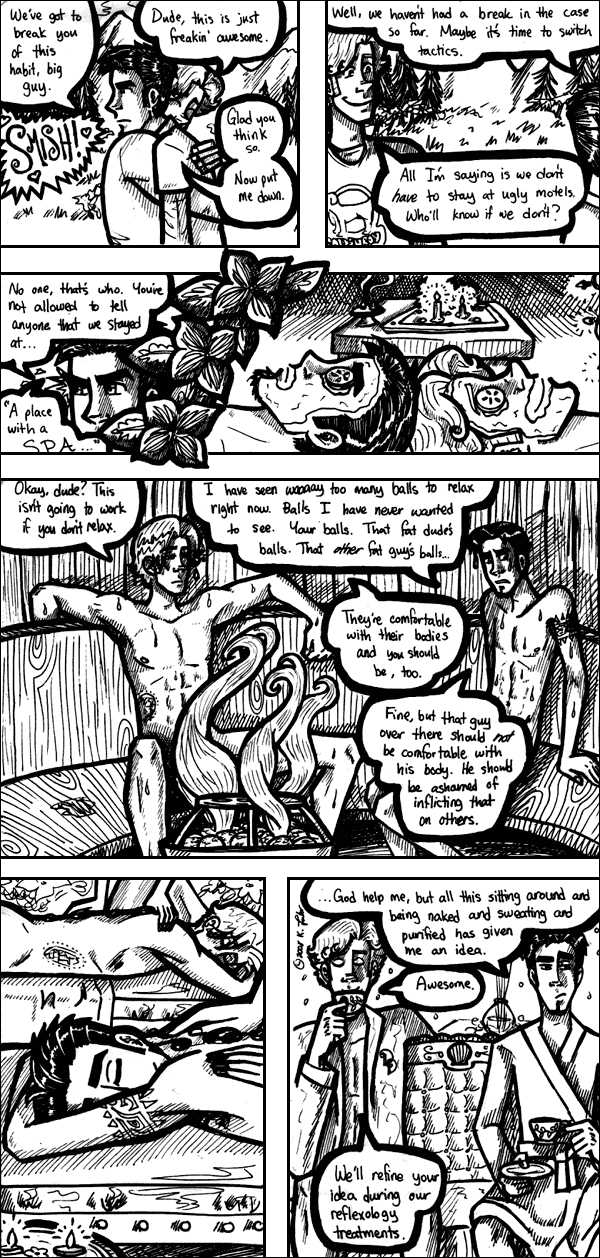 We've got to
break you
of this
habit, big
guy.
Dude, this is just
freakin' awesome.
SMISH!
Glad you
think
so.
Now put
me down.
Well, we haven't had a break in the case
so far. Maybe it's time to switch
tactics.
All I'm saying is we don't
have to stay at ugly motels.
Who'll know if we don't?
No one, that's who. You're
not allowed to tell
anyone that we stayed
at...
"A place
with a
SPA..."
Okay, dude? This
isn't going to work
if you don't relax.
I have seen waaaay too many balls to relax
right now. Balls I have never wanted
to see. Your balls. That fat dude's
balls. That other fat guy's balls...
They're comfortable
with their bodies
and you should
be, too.
Fine, but that guy
over there should not
be comfortable with
his body. He should
be ashamed of
inflicting that
on others.
...God help me, but all this sitting around and
being naked and sweating and
purified has given
me an idea.
Awesome.
We'll refine your
idea during our
reflexology
treatments.